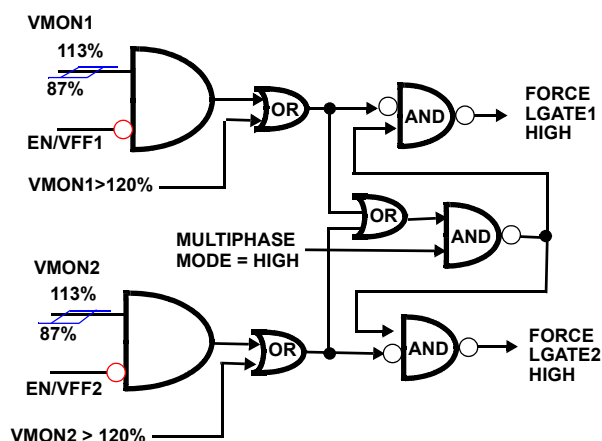 VMON1
113%
87%
EN/VFF1
VMON1>120%
OR
AND
FORCE
LGATE1
HIGH
OR
AND
MULTIPHASE
MODE = HIGH
VMON2
113%
87%
EN/VFF2
VMON2 > 120%
OR
AND
FORCE
LGATE2
HIGH